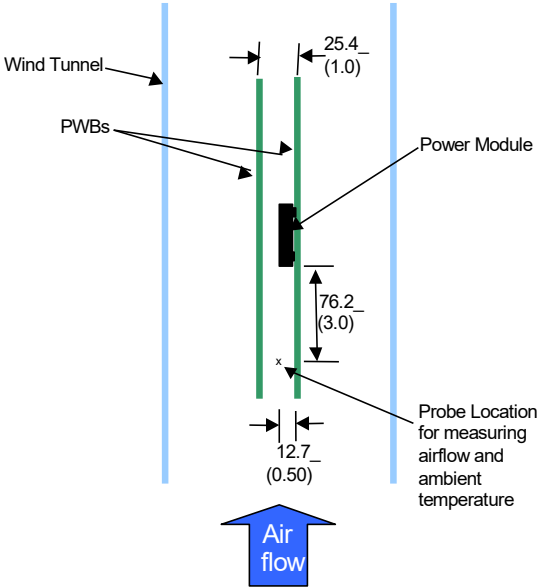 25.4_
(1.0)
Wind Tunnel
PWBs
Power Module
76.2_
(3.0)
x
Probe Location
for measuring
airflow and
ambient
temperature
12.7_
(0.50)
Air
flow